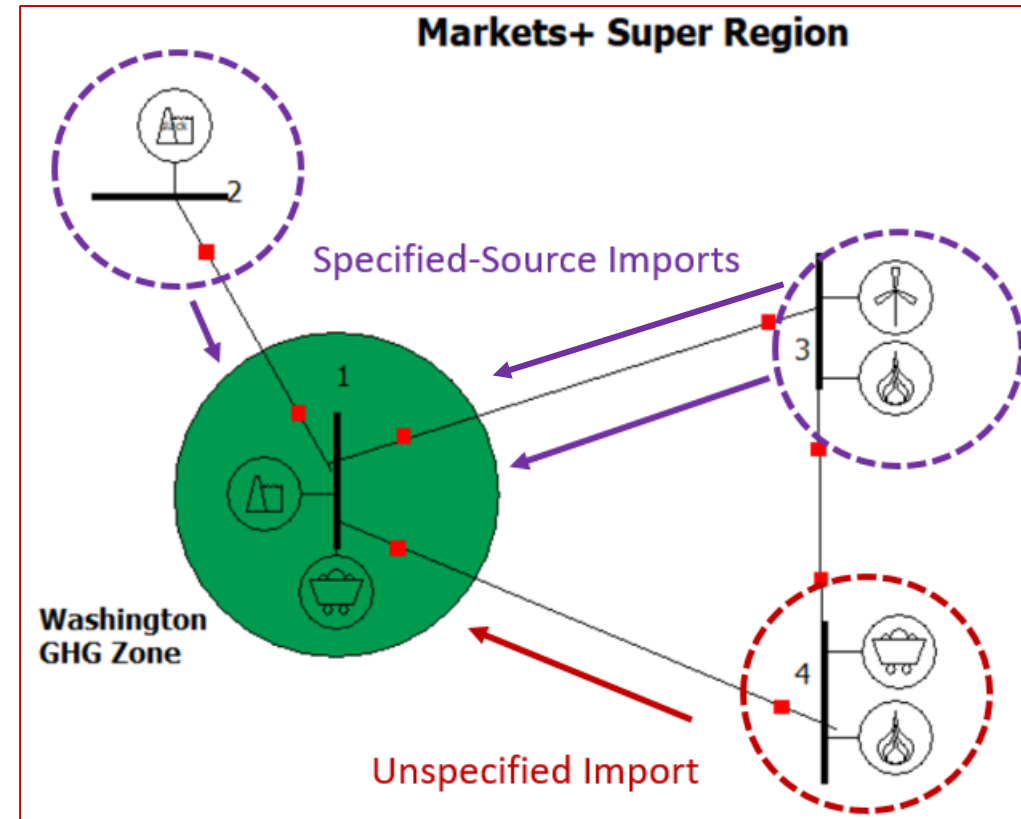 Markets+ Super Region
2
Specified-Source Imports
3
1
Washington
GHG Zone
4
Unspecified Import